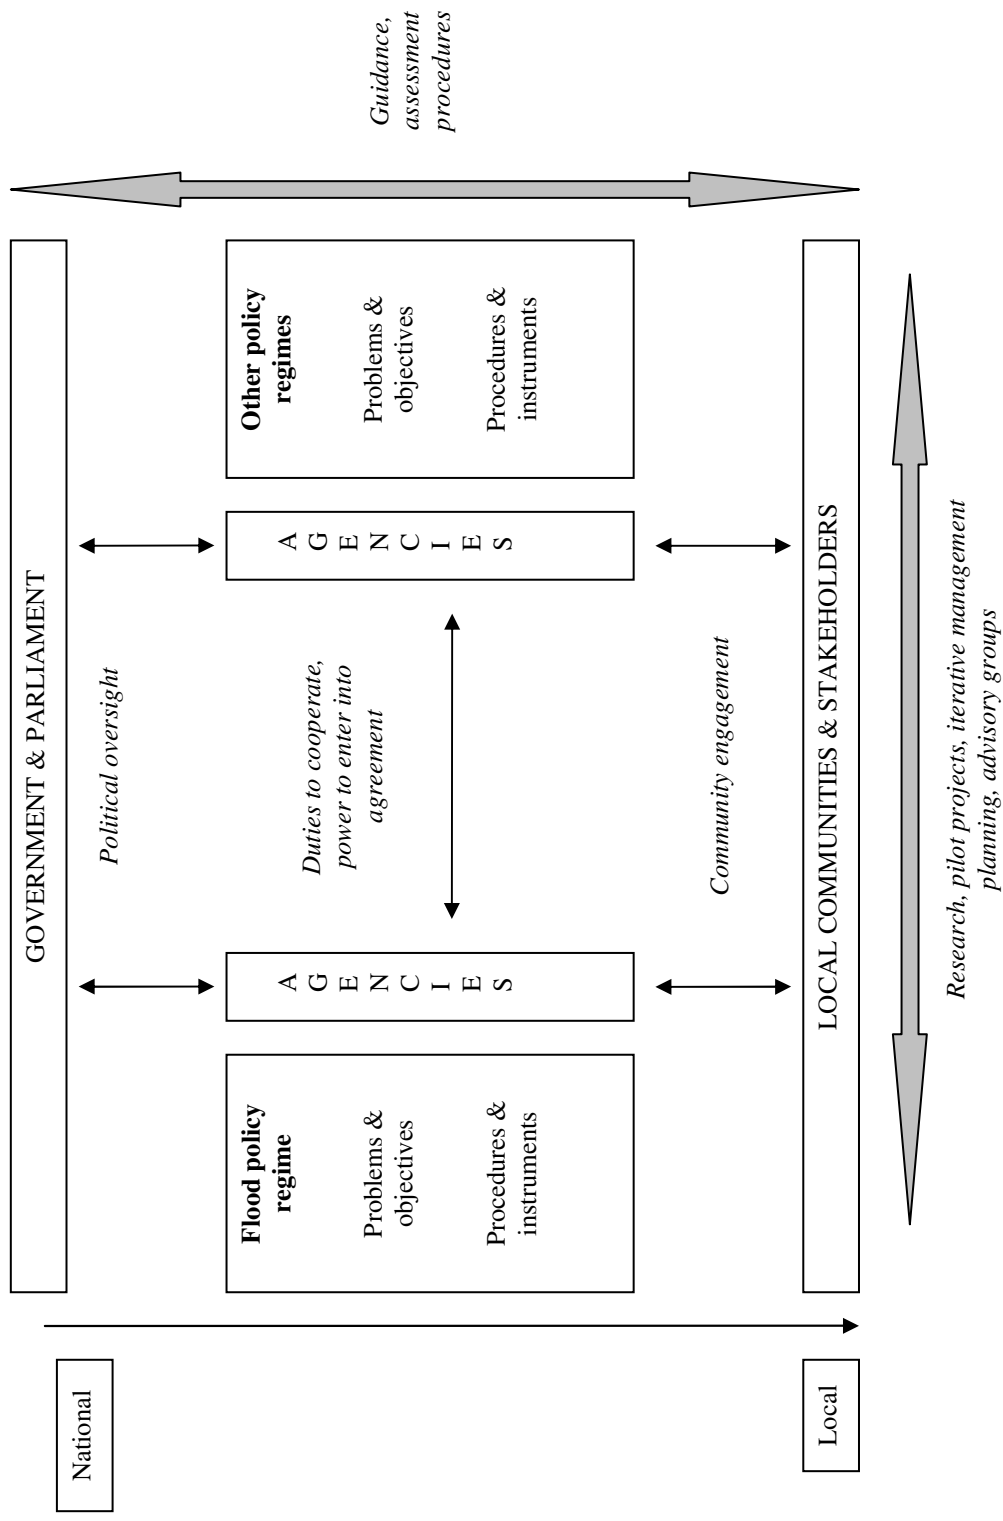 National
GOVERNMENT & PARLIAMENT
Political oversight
Flood policy
regime
Problems &
objectives
Procedures &
instruments
A
G
E
N
C
I
E
S
Duties to cooperate,
power to enter into
agreement
A
G
E
N
C
I
E
S
Other policy
regimes
Problems &
objectives
Procedures &
instruments
Guidance,
assessment
procedures
Community engagement
Local
LOCAL COMMUNITIES & STAKEHOLDERS
Research, pilot projects, iterative management
planning, advisory groups